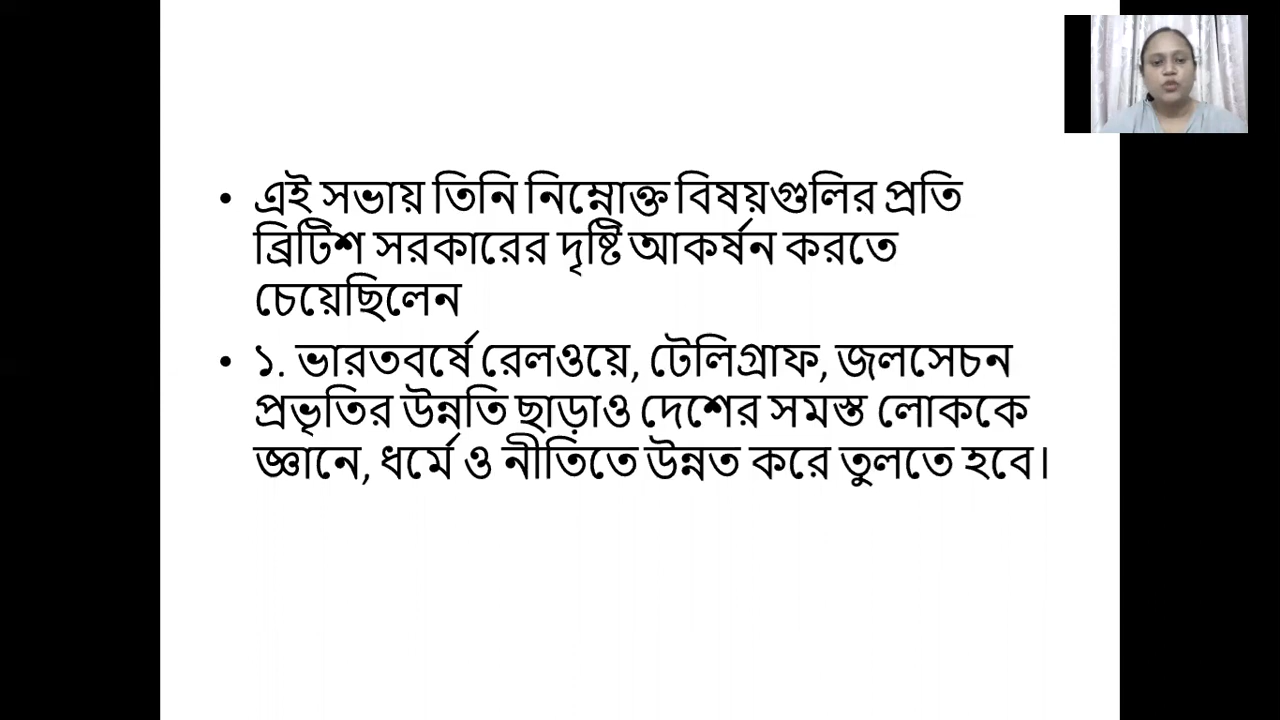 • এই সভায় তিনি নিম্নোক্ত বিষয়গুলির প্রতি
ব্রিটিশ সরকারের দৃষ্টি আকর্ষন করতে
চেয়েছিলেন
• ১. ভারতবর্ষে রেলওয়ে, টেলিগ্রাফ, জলসেচন
প্রভৃতির উন্নতি ছাড়াও দেশের সমস্ত লোককে
জ্ঞানে, ধর্মে ও নীতিতে উন্নত করে তুলতে হবে।